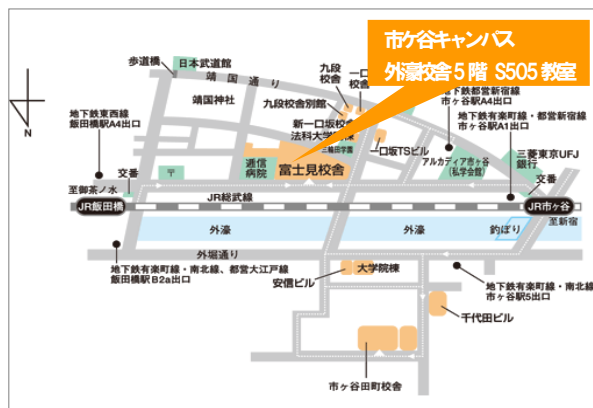 市ケ谷キャンパス
外濠校舎5階 S505教室
歩道橋
日本武道館
靖国通り
靖国神社
九段
校舎
一口
校舎
九段校舎別館
新一口坂校舎
法科大学院棟
三輪田学園
地下鉄東西線
飯田橋駅A4出口
地下鉄都営新宿線
市ヶ谷駅A4出口
地下鉄有楽町線・都営新宿線
市ヶ谷駅A1出口
N
交番
〒
逓信
病院
富士見校舎
一口坂TSビル
アルカディア市ヶ谷
(私学会館)
三菱東京UFJ
銀行
交番
至御茶ノ水
JR総武線
JR飯田橋
JR市ヶ谷
至新宿
外濠
外濠
釣ぼり
外堀通り
地下鉄有楽町線・南北線、都営大江戸線
飯田橋駅B2a出口
安信ビル
大学院棟
地下鉄有楽町線・南北線
市ヶ谷駅5出口
千代田ビル
市ヶ谷田町校舎